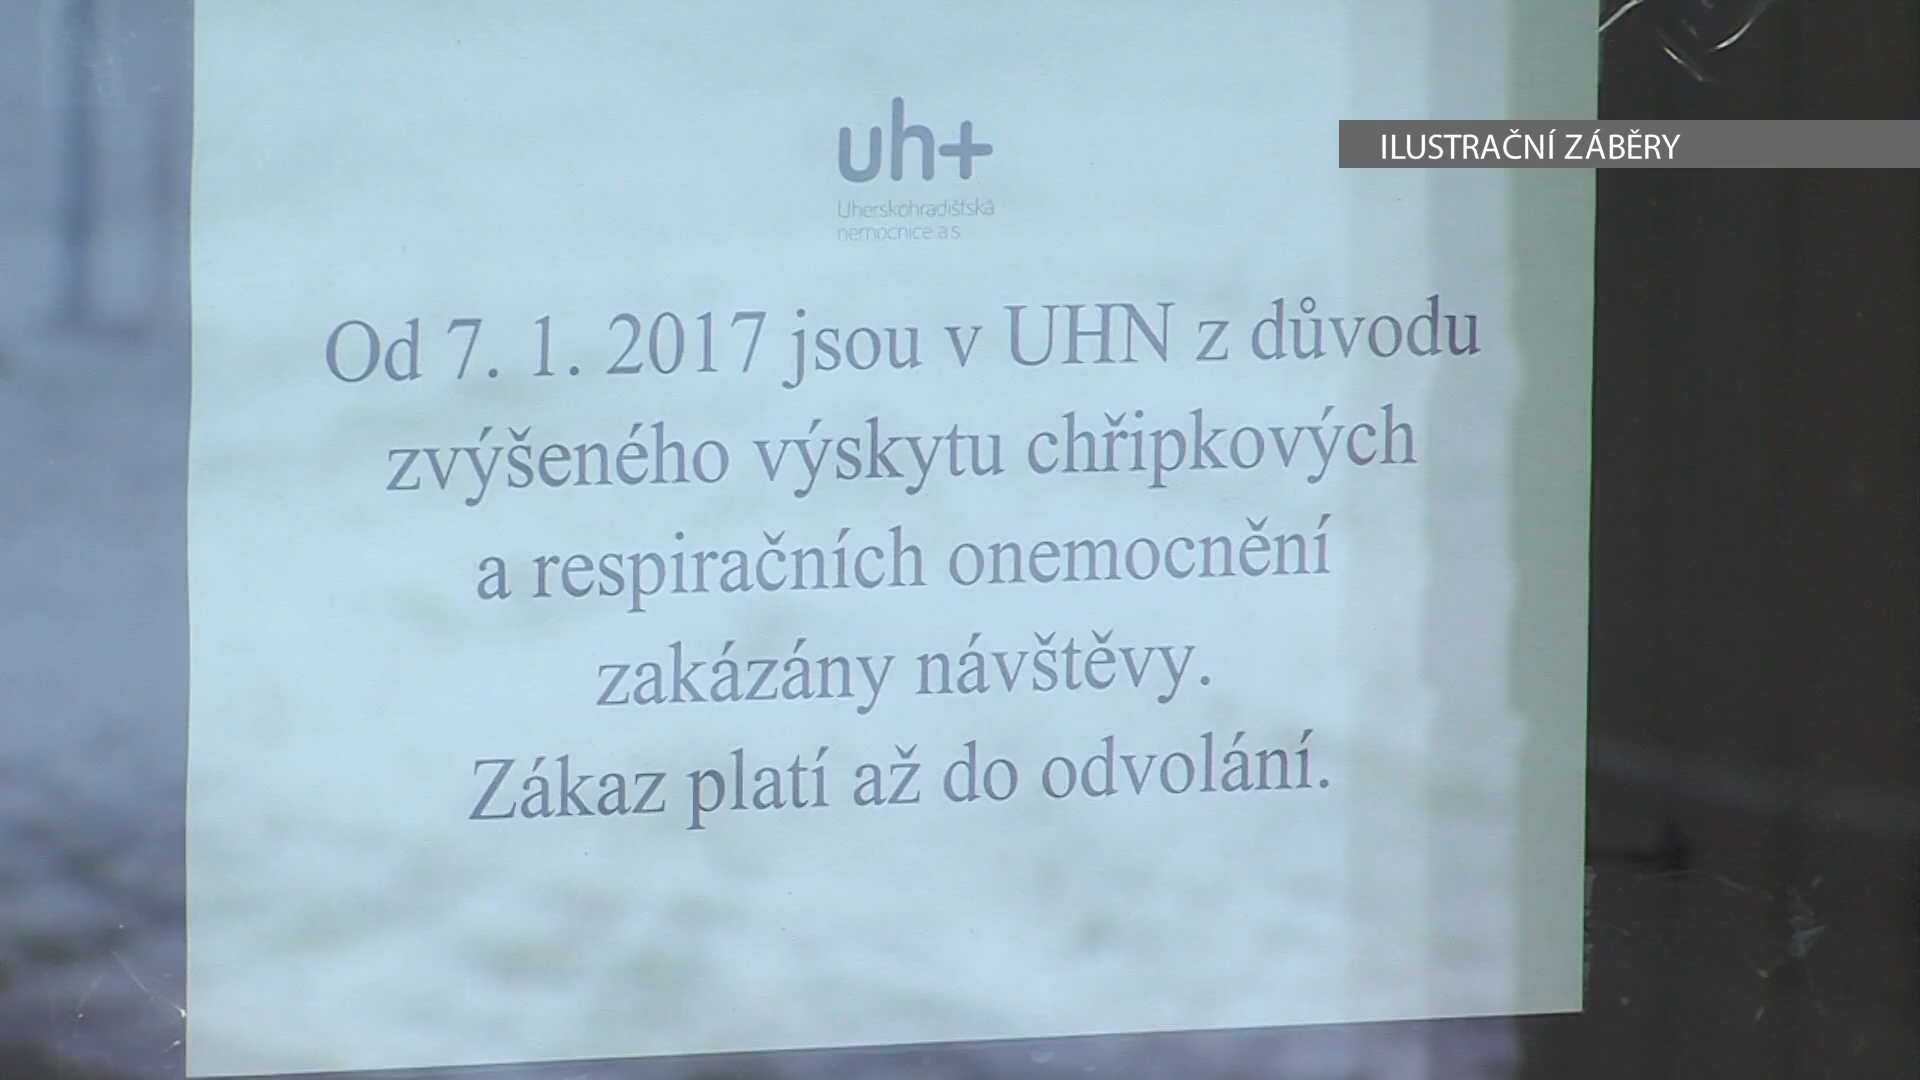 uh+
ILUSTRAČNÍ ZÁBĚRY
Uherskohradišťská
nemocnice a.s.
Od 7. 1. 2017 jsou v UHN z důvodu
zvýšeného výskytu chřipkových
a respiračních onemocnění
zakázány návštěvy.
Zákaz platí až do odvolání.